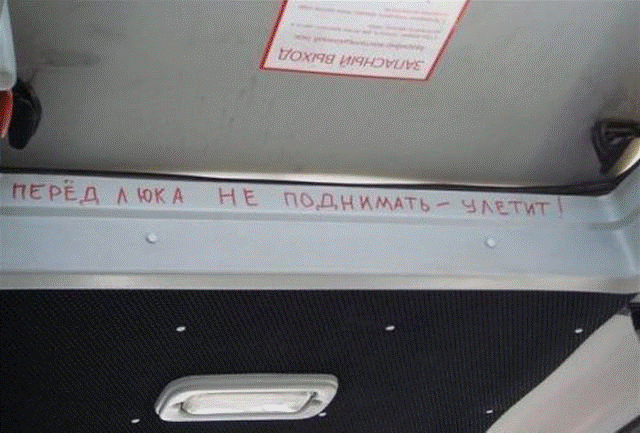 ЗАПАСНЫЙ ВЫХОД
ПЕРЁД ЛЮКА НЕ ПОДНИМАТЬ - УЛЕТИТ!